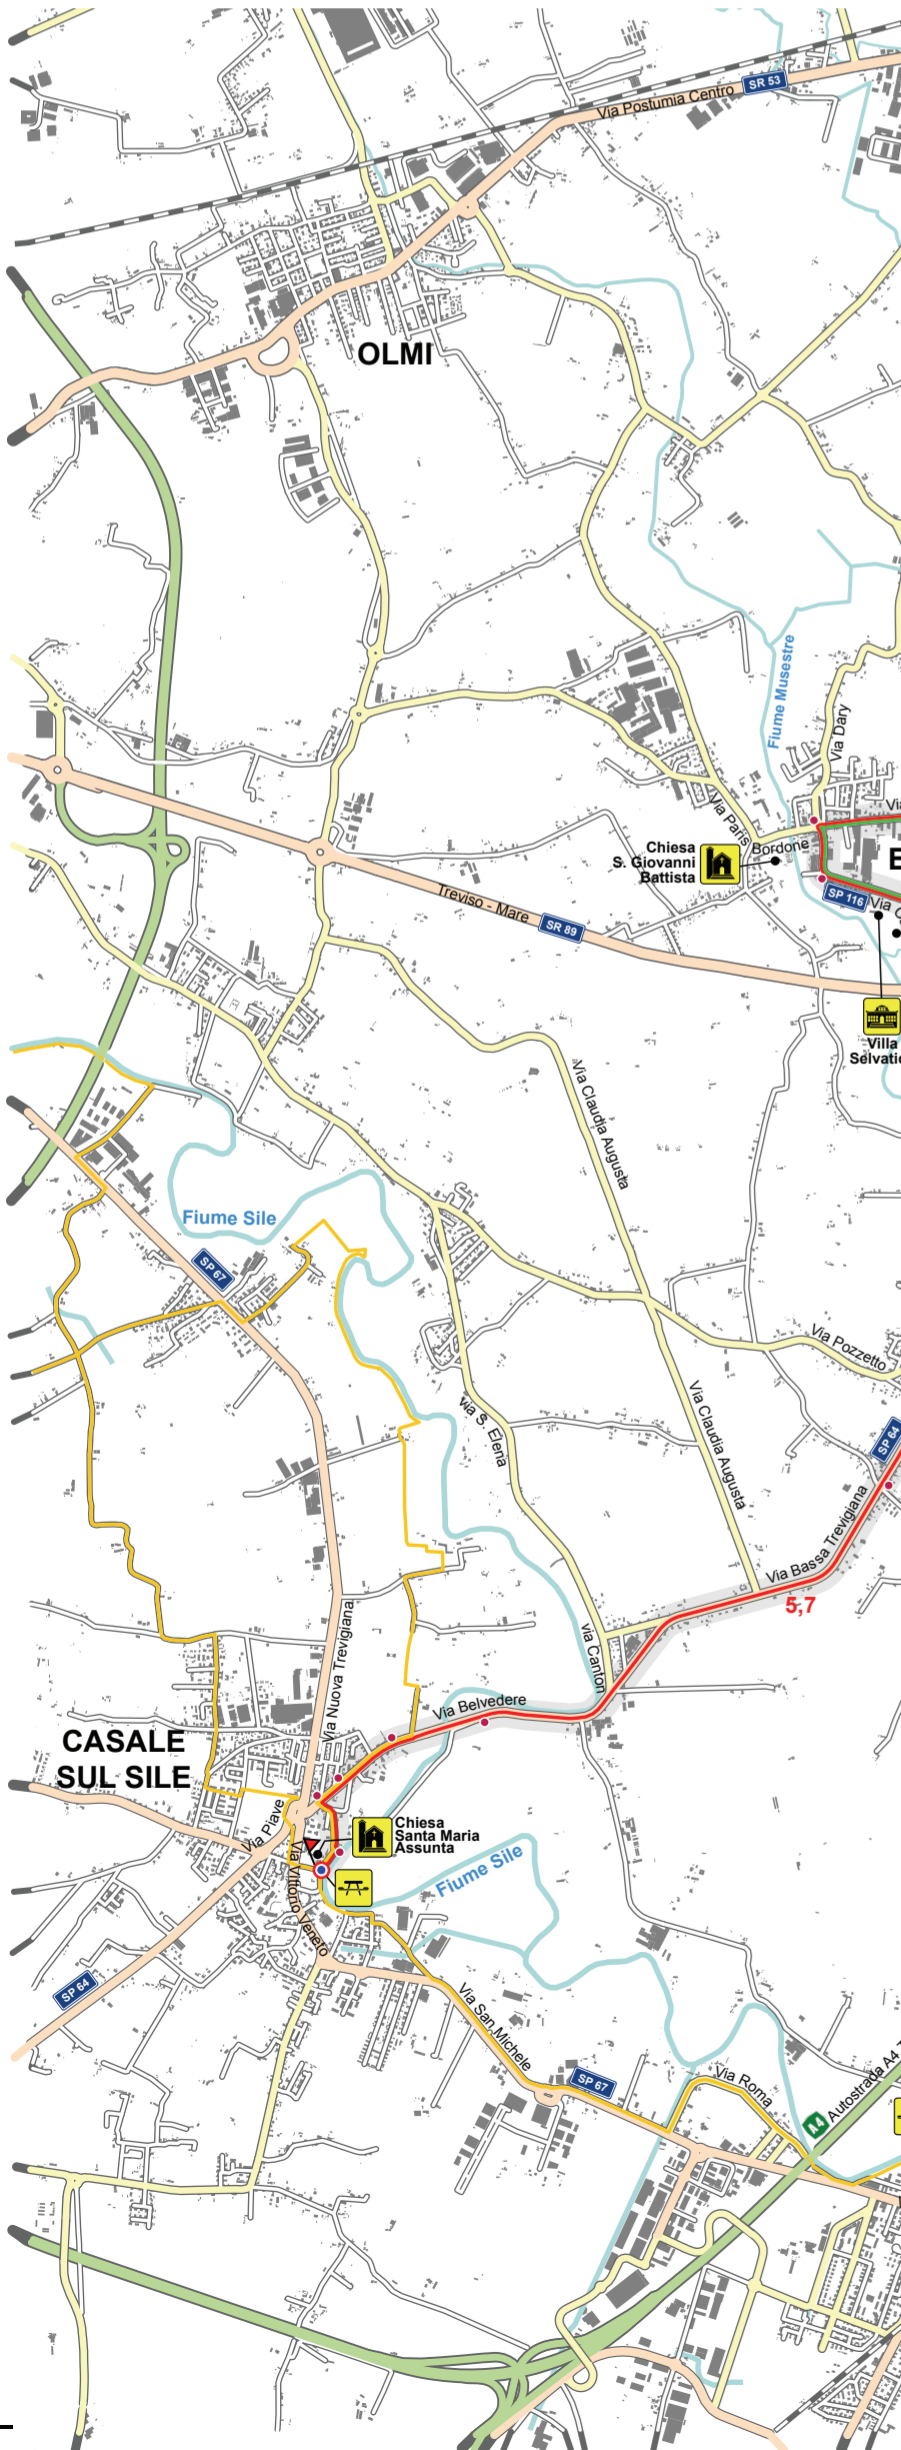 Via Postumia Centro
SR 53
OLMI
Fiume Musestre
Via Dary
Via Paris
Via
Chiesa
S. Giovanni
Battista
Bordone
E
SP 116
Via
Treviso - Mare
SR 89
Villa
Selvatic
Via Claudia Augusta
Fiume Sile
SP 67
Via Pozzetto
Via Claudia Augusta
via S. Elena
SP 64
Via Bassa Trevigiana
5,7
Via Nuova Trevigiana
via Canton
Via Belvedere
CASALE
SUL SILE
Via Piave
Chiesa
Santa Maria
Assunta
Via Vittorio Veneto
Fiume Sile
SP 64
Via San Michele
SP 67
Via Roma
A4
Autostrada A4